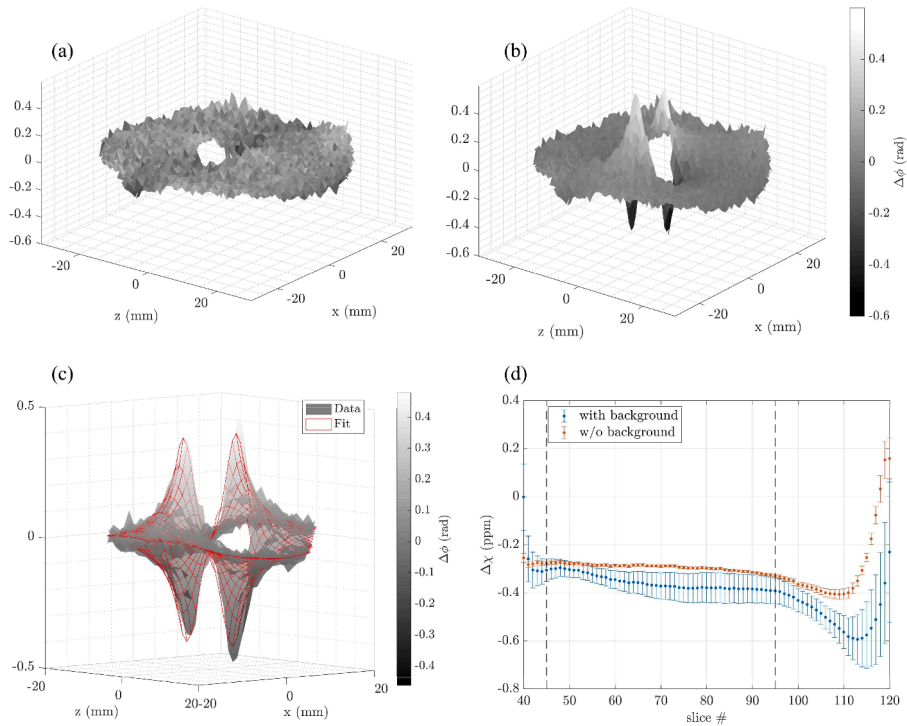 (a)
0.4
0.2
0
-0.2
-0.4
-0.6
-20
0
20
z (mm)
-20
0
20
x (mm)
(b)
0.4
0.2
0
-0.2
-0.4
-0.6
-20
0
20
z (mm)
-20
0
20
x (mm)
0.4
0.2
0
-0.2
-0.4
-0.6
Δϕ (rad)
(c)
0.5
0
-0.5
-20
0
20
z (mm)
-20
0
20
x (mm)
Data
Fit
0.4
0.3
0.2
0.1
0
-0.1
-0.2
-0.3
-0.4
Δϕ (rad)
(d)
with background
w/o background
0.4
0.2
0
-0.2
-0.4
-0.6
-0.8
Δχ (ppm)
40 50 60 70 80 90 100 110 120
slice #